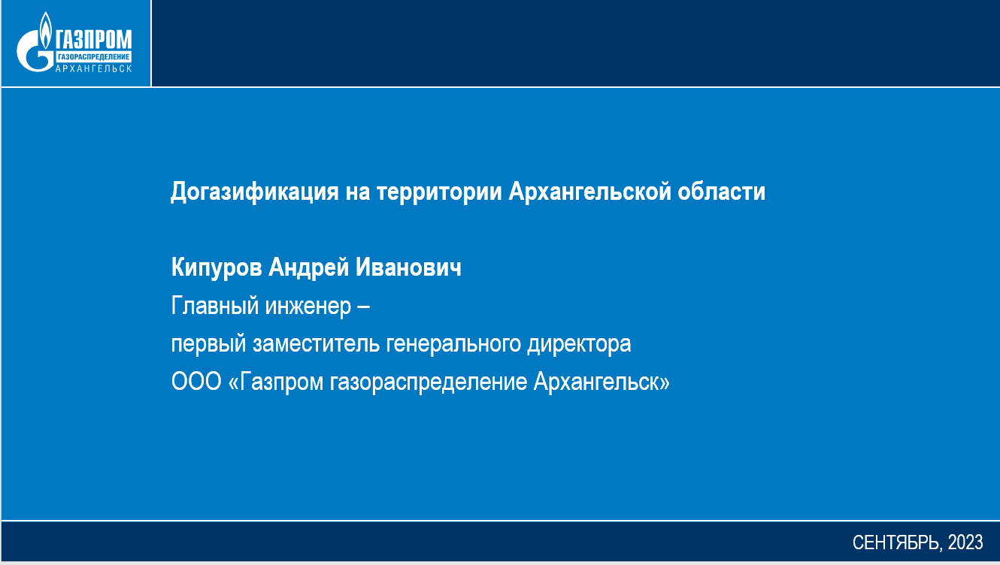 ГАЗПРОМ
ГАЗОРАСПРЕДЕЛЕНИЕ
АРХАНГЕЛЬСК
Догазификация на территории Архангельской области
Кипуров Андрей Иванович
Главный инженер –
первый заместитель генерального директора
ООО «Газпром газораспределение Архангельск»
СЕНТЯБРЬ, 2023